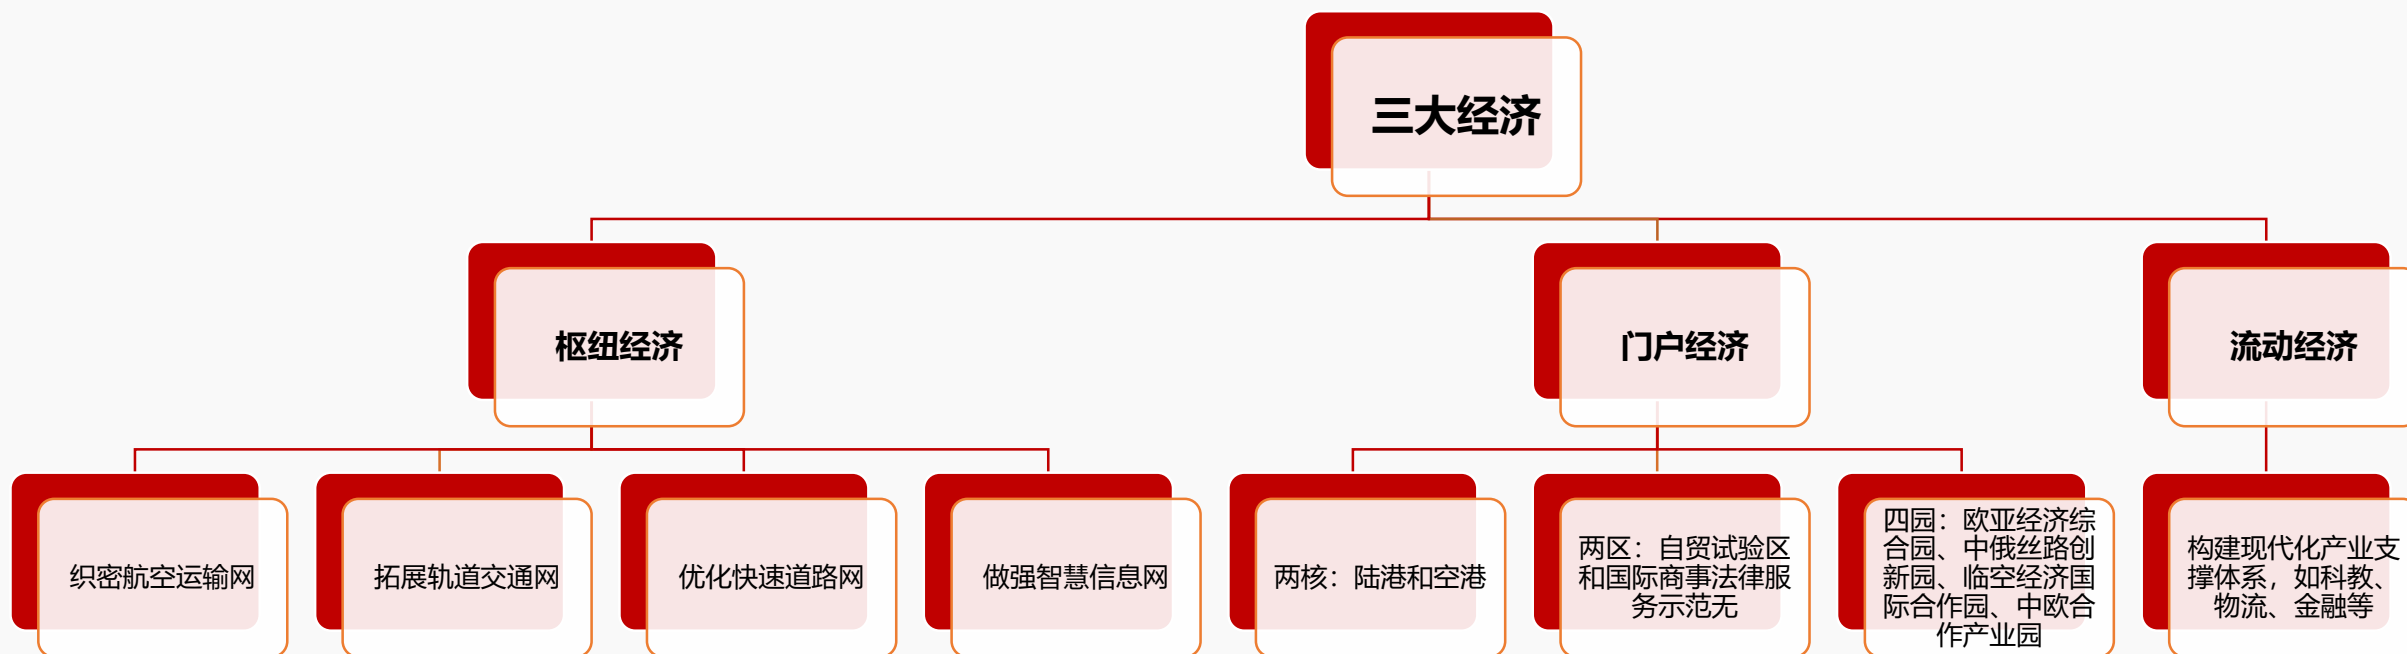 三大经济
枢纽经济
门户经济
流动经济
织密航空运输网
拓展轨道交通网
优化快速道路网
做强智慧信息网
两核：陆港和空港
两区：自贸试验区
和国际商事法律服
务示范无
四园：欧亚经济综
合园、中俄丝路创
新园、临空经济国
际合作园、中欧合
作产业园
构建现代化产业支
撑体系，如科教、
物流、金融等